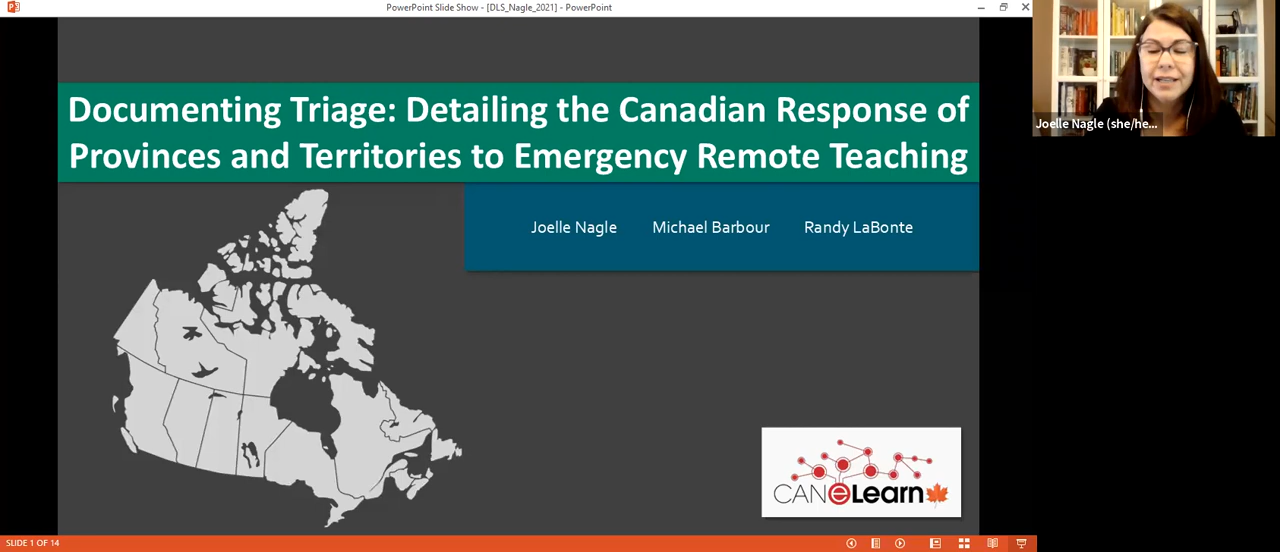 PowerPoint Slide Show - [DLS_Nagle_2021] - PowerPoint
Documenting Triage: Detailing the Canadian Response of
Provinces and Territories to Emergency Remote Teaching
Joelle Nagle Michael Barbour Randy LaBonte
CANeLearn
SLIDE 1 OF 14
Joelle Nagle (she/he...